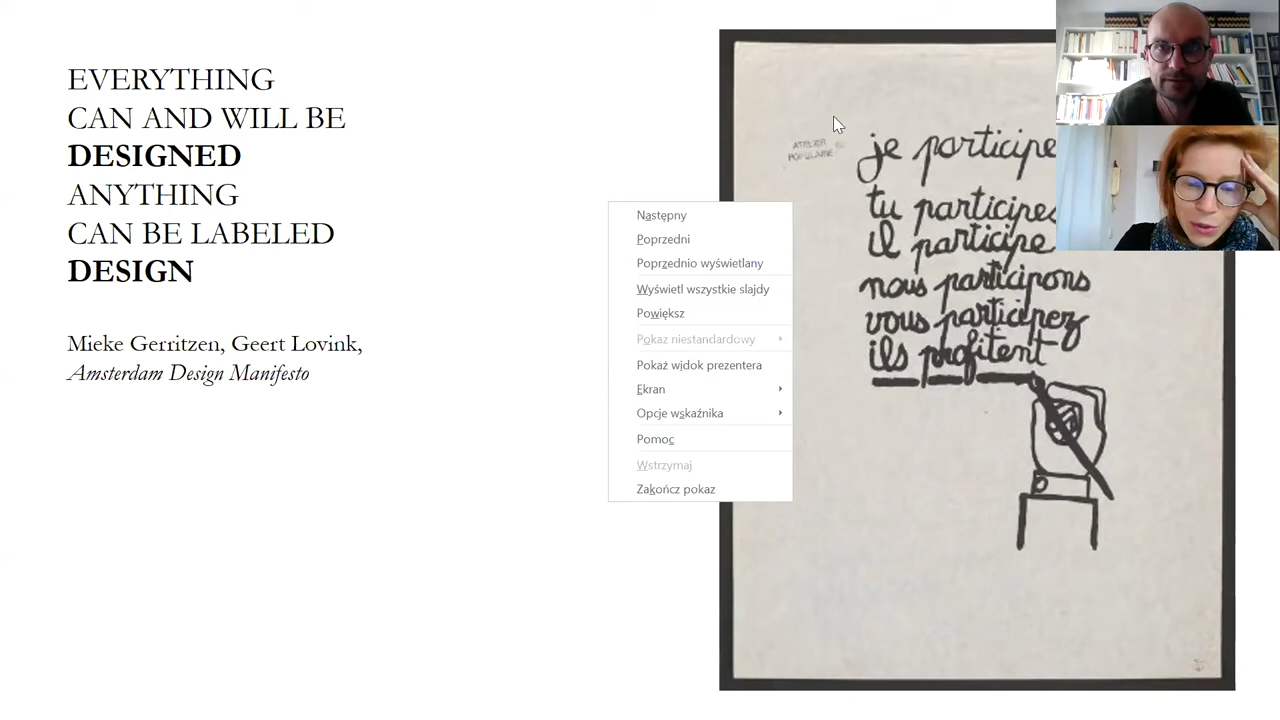 EVERYTHING
CAN AND WILL BE
DESIGNED
ANYTHING
CAN BE LABELED
DESIGN
Mieke Gerritzen, Geert Lovink,
Amsterdam Design Manifesto
Następny
Poprzedni
Poprzednio wyświetlany
Wyświetl wszystkie slajdy
Powiększ
Pokaz niestandardowy
Pokaż widok prezentera
Ekran
Opcje wskaźnika
Pomoc
Wstrzymaj
Zakończ pokaz
ATELIER
POPULAIRE
je participe
tu participes
il participe
nous participons
vous participez
ils profitent